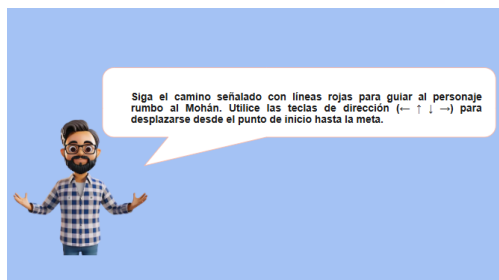 Siga el camino señalado con líneas rojas para guiar al personaje
rumbo al Mohán. Utilice las teclas de dirección (← ↑ ↓ →) para
desplazarse desde el punto de inicio hasta la meta.